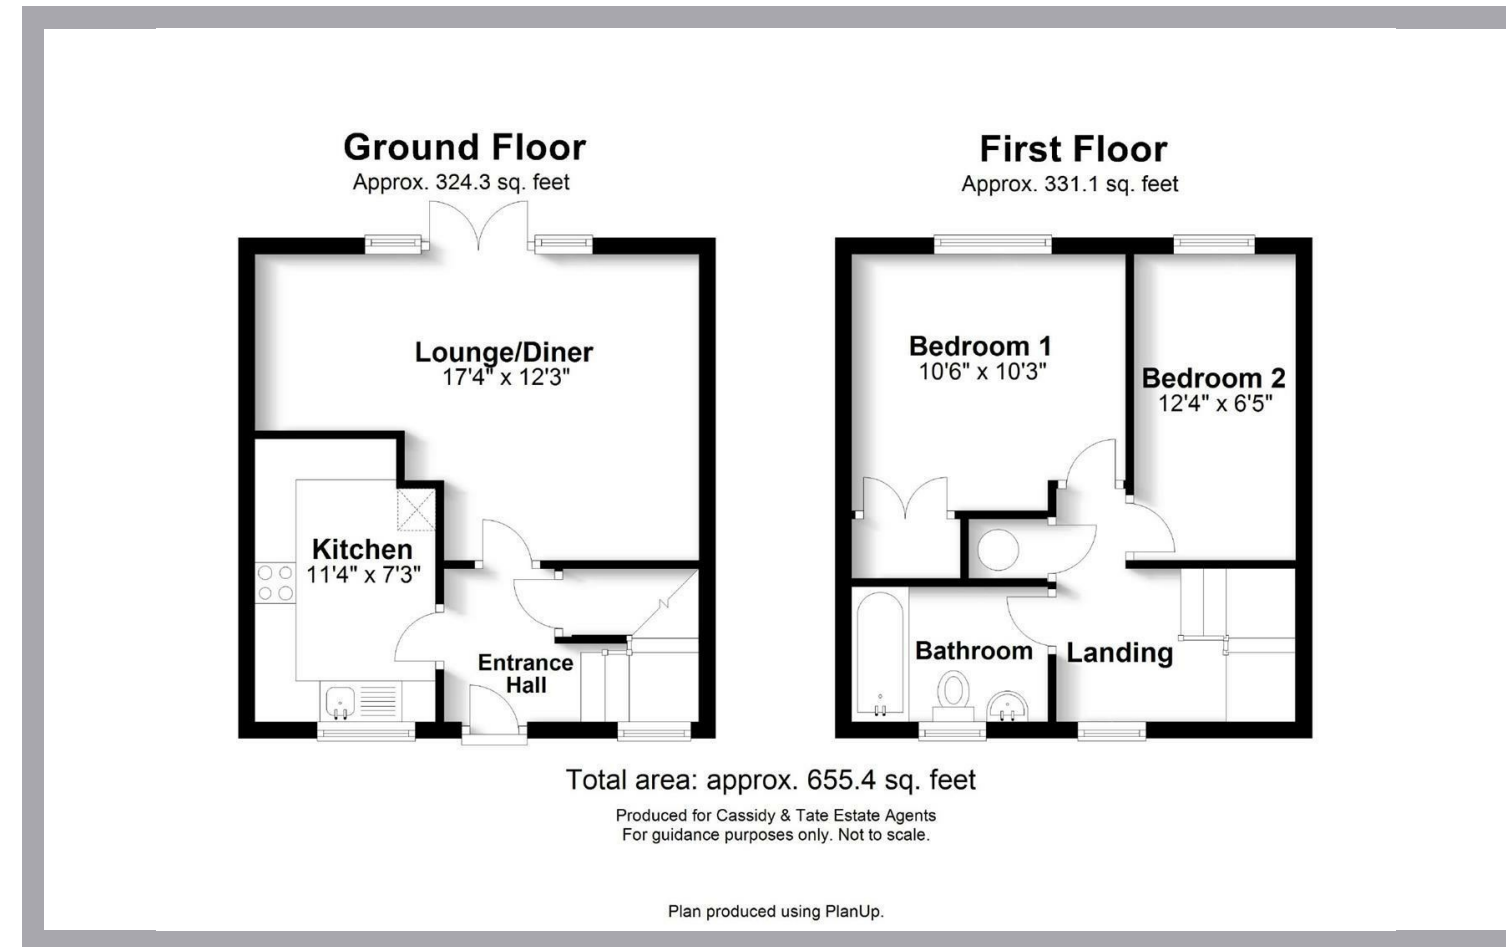 Ground Floor
Approx. 324.3 sq. feet
Lounge/Diner
17'4" x 12'3"
Kitchen
11'4" x 7'3"
Entrance
Hall
First Floor
Approx. 331.1 sq. feet
Bedroom 1
10'6" x 10'3"
Bedroom 2
12'4" x 6'5"
Bathroom
Landing
Total area: approx. 655.4 sq. feet
Produced for Cassidy & Tate Estate Agents
For guidance purposes only. Not to scale.
Plan produced using PlanUp.